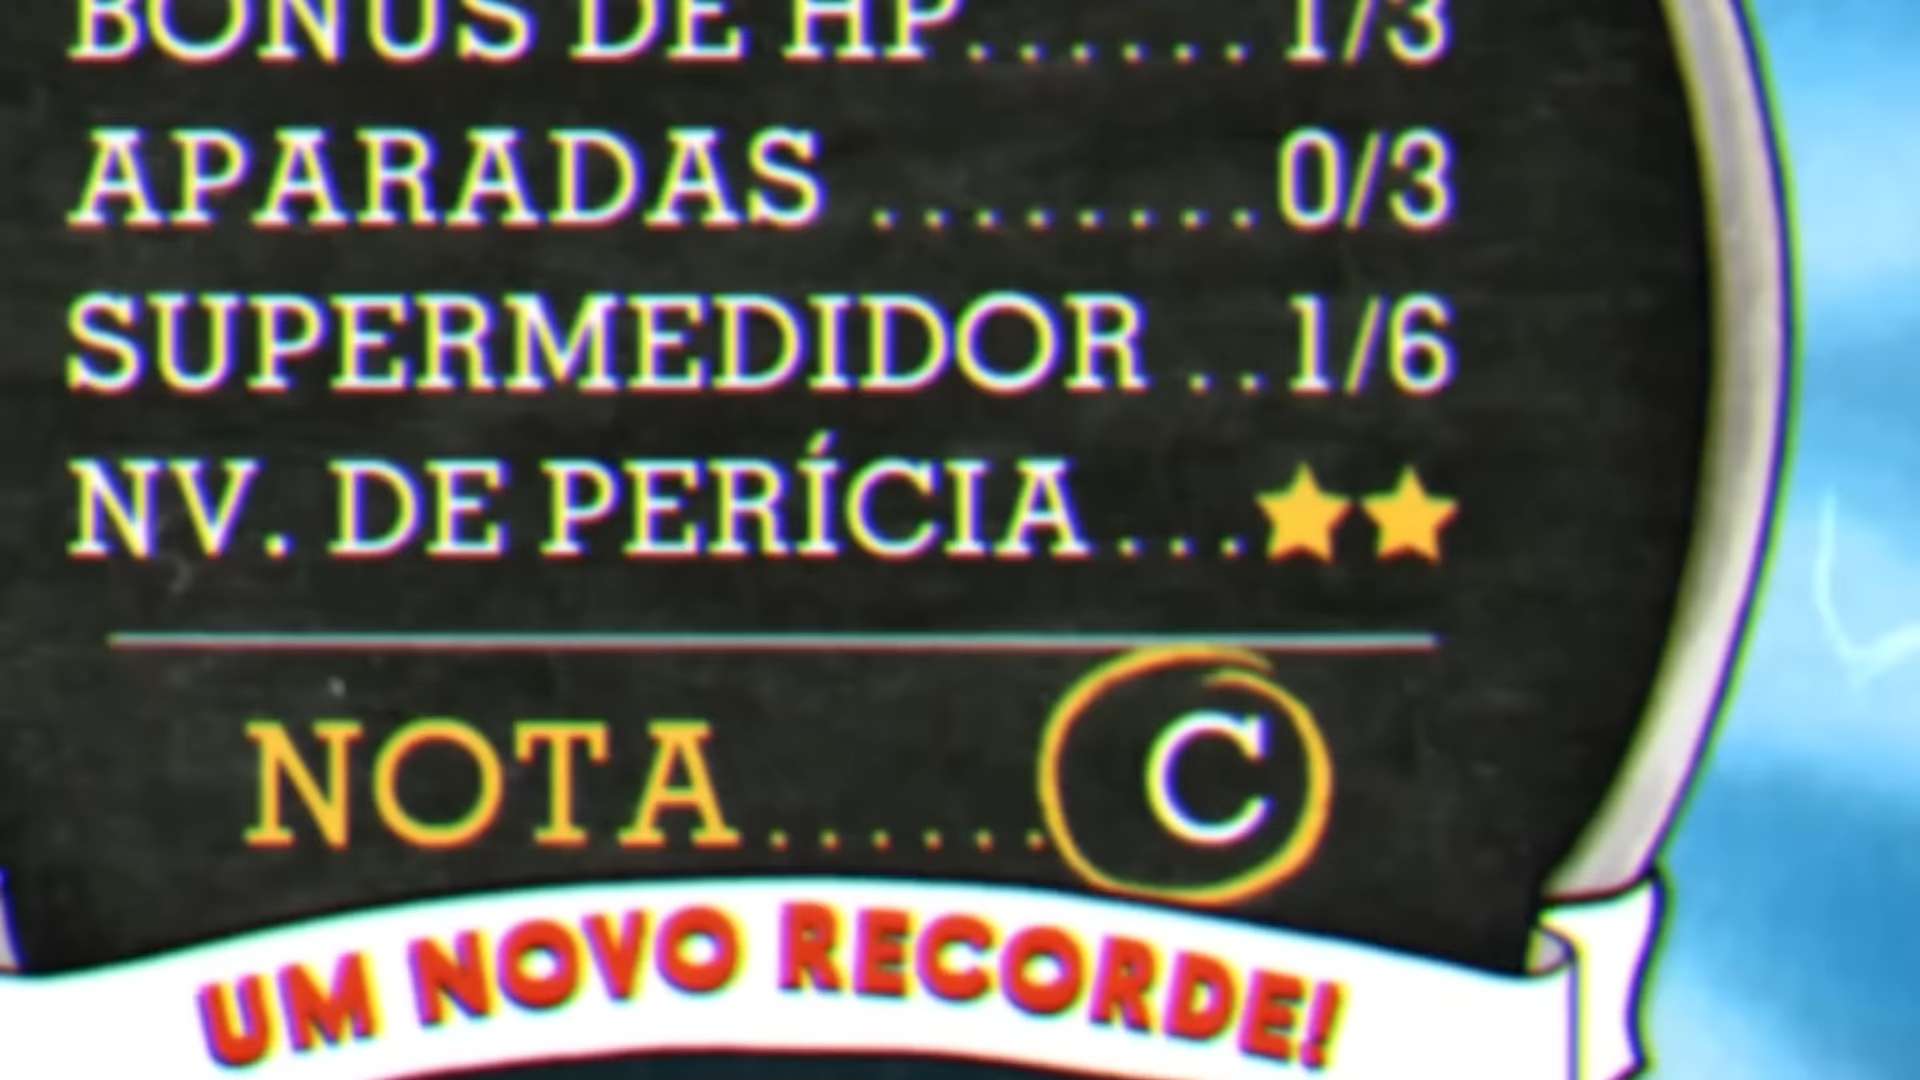 BÔNUS DE HP......1/3
APARADAS ........0/3
SUPERMEDIDOR ..1/6
NV. DE PERÍCIA...★★
NOTA......C
UM NOVO RECORDE!